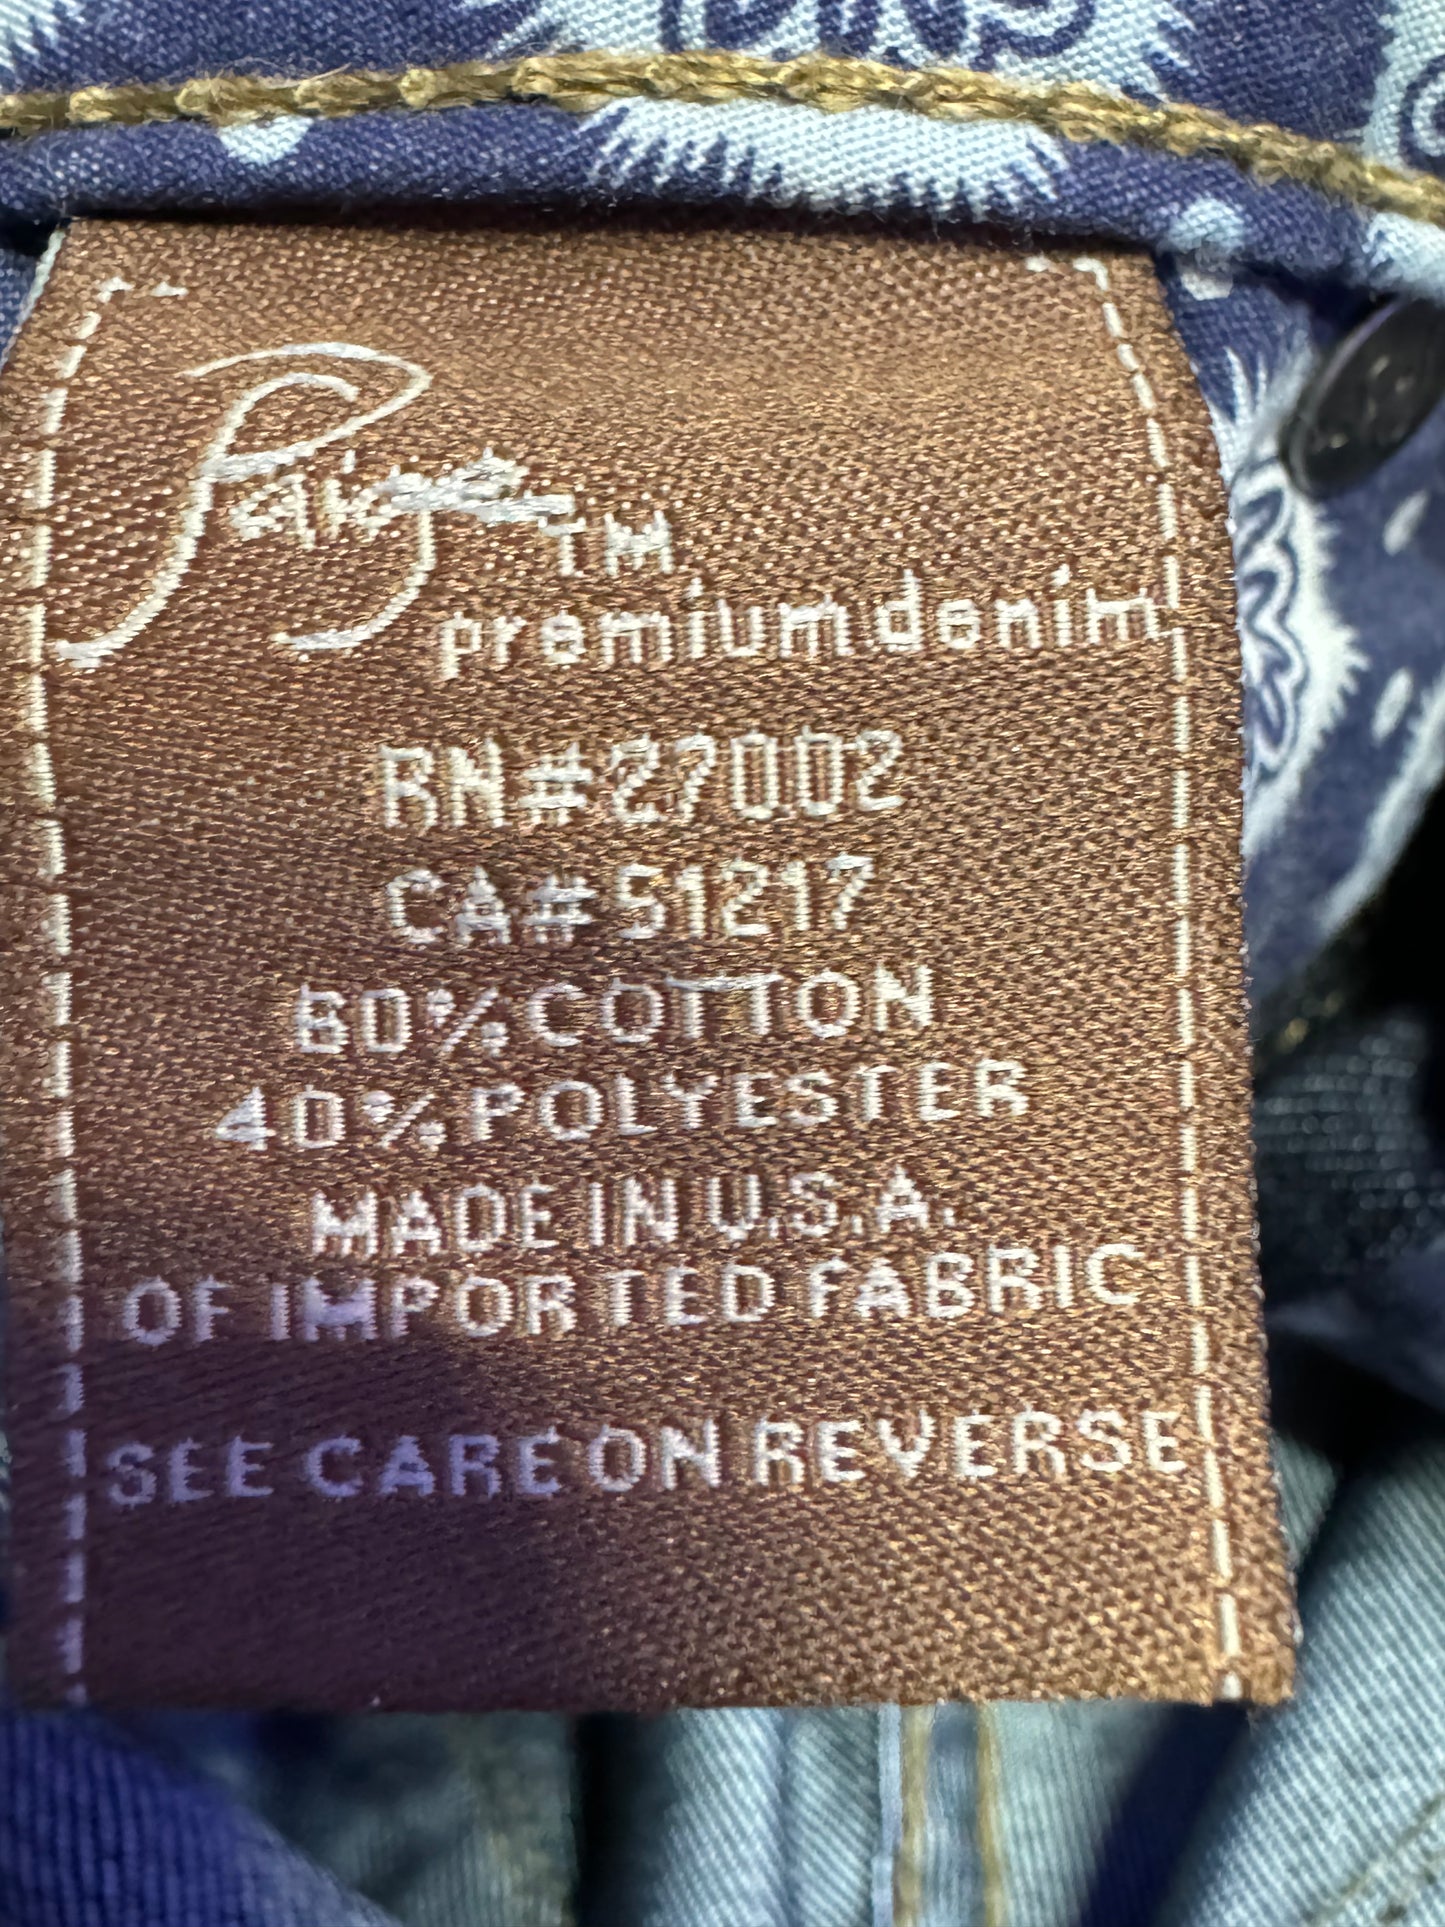 Paige TM
premium denim
RN#27002
CA#51217
60% COTTON
40% POLYESTER
MADE IN U.S.A.
OF IMPORTED FABRIC
SEE CARE ON REVERSE